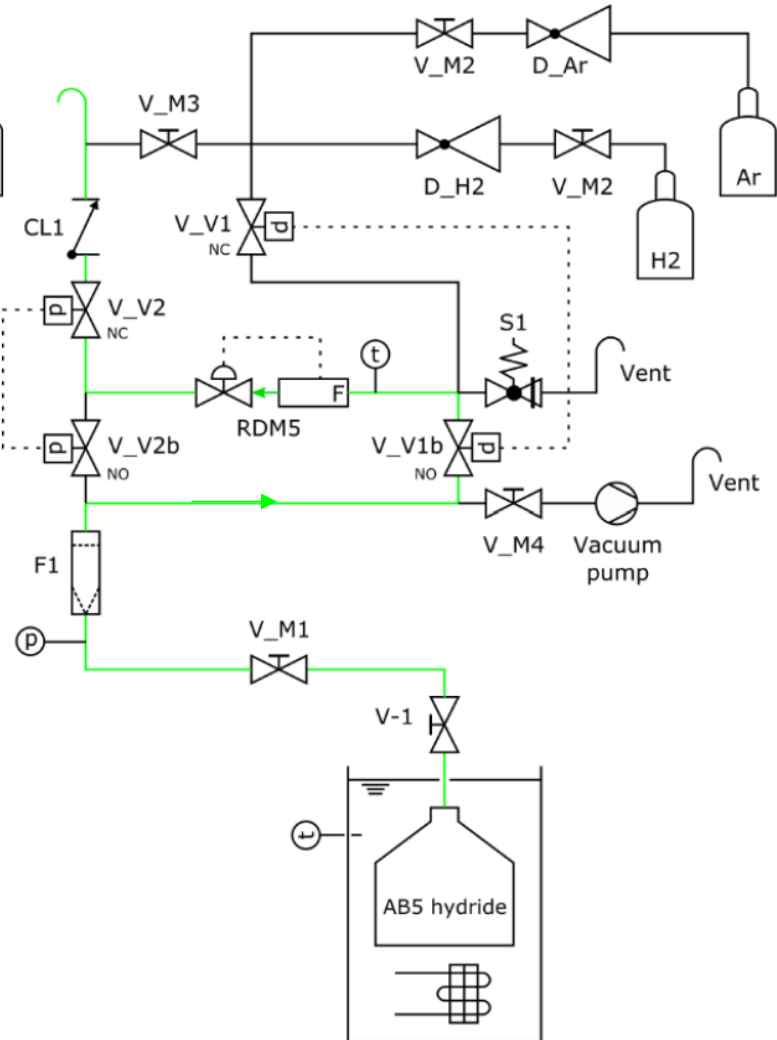 V_M2
D_Ar
Ar
V_M3
D_H2
V_M2
H2
CL1
V_V1
NC
d
p
V_V2
NC
S1
Vent
t
F
RDM5
p
V_V2b
NO
V_V1b
NO
d
Vent
V_M4
Vacuum
pump
F1
p
V_M1
V-1
t
AB5 hydride